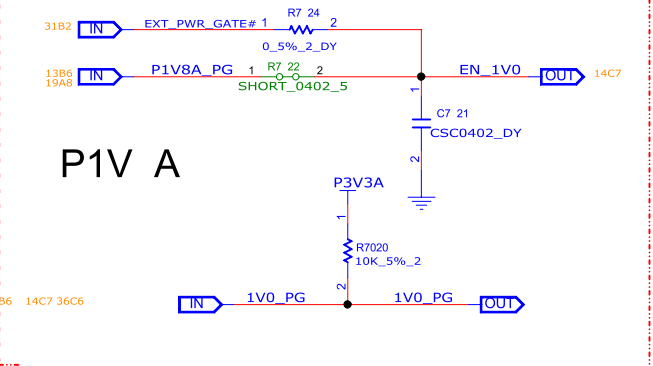 R7 24
31B2 IN EXT_PWR_GATE# 1 2
0_5%_2_DY
13B6 IN P1V8A_PG 1 R7 22 2 EN_1V0 OUT 14C7
19A8
SHORT_0402_5
1
C7 21
CSC0402_DY
2
P1V A
P3V3A
1
R7020
10K_5%_2
2
B6 14C7 36C6 IN 1V0_PG 1V0_PG OUT